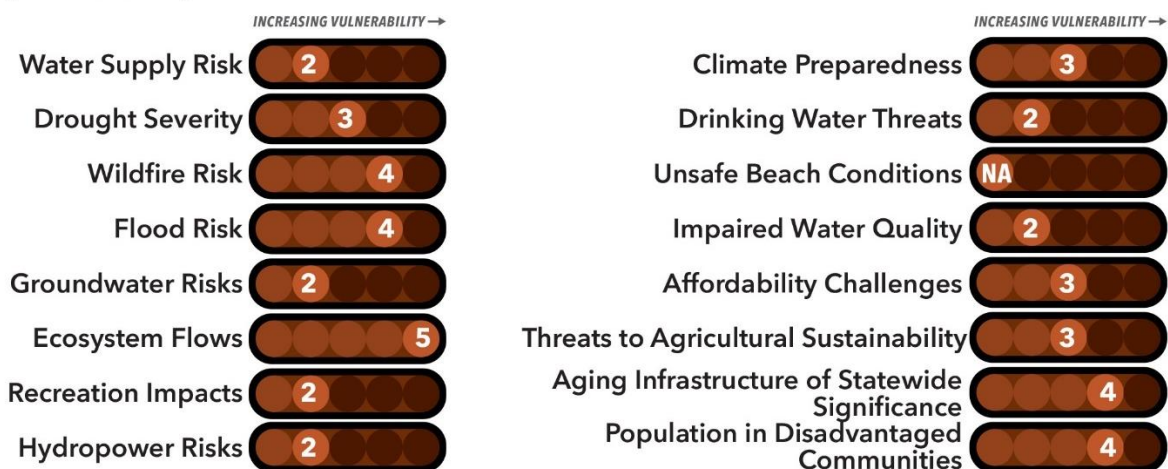 INCREASING VULNERABILITY →
Water Supply Risk 2
Drought Severity 3
Wildfire Risk 4
Flood Risk 4
Groundwater Risks 2
Ecosystem Flows 5
Recreation Impacts 2
Hydropower Risks 2
INCREASING VULNERABILITY →
Climate Preparedness 3
Drinking Water Threats 2
Unsafe Beach Conditions NA
Impaired Water Quality 2
Affordability Challenges 3
Threats to Agricultural Sustainability 3
Aging Infrastructure of Statewide
Significance 4
Population in Disadvantaged
Communities 4